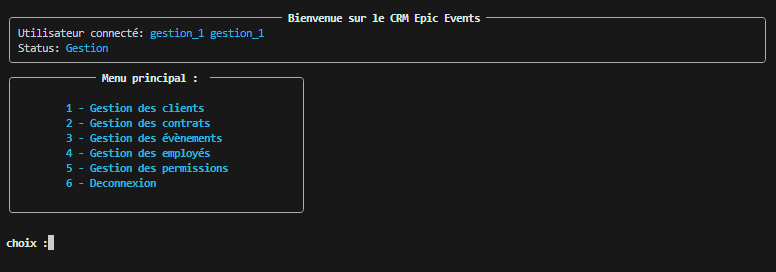 Bienvenue sur le CRM Epic Events
Utilisateur connecté: gestion_1 gestion_1
Status: Gestion
Menu principal :
1 - Gestion des clients
2 - Gestion des contrats
3 - Gestion des évènements
4 - Gestion des employés
5 - Gestion des permissions
6 - Deconnexion
choix :